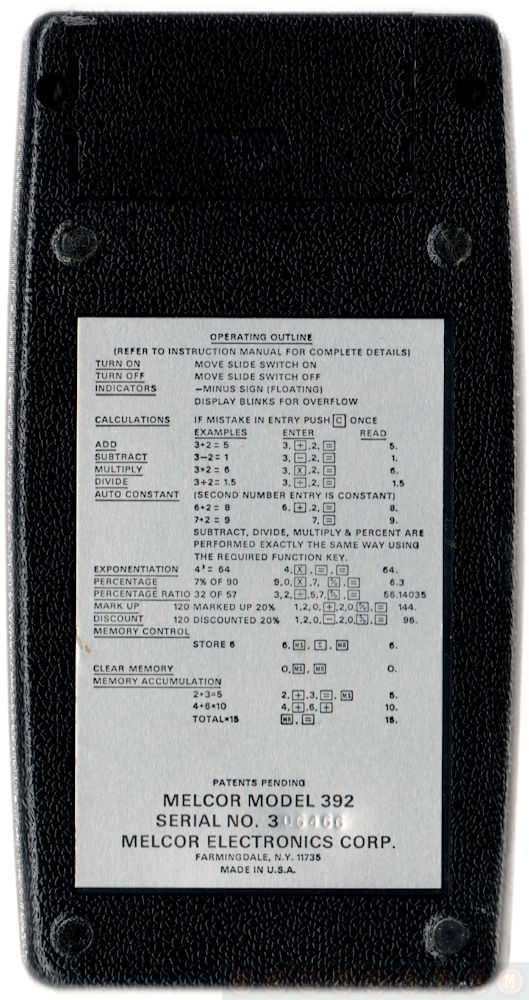 OPERATING OUTLINE
(REFER TO INSTRUCTION MANUAL FOR COMPLETE DETAILS)
TURN ON MOVE SLIDE SWITCH ON
TURN OFF MOVE SLIDE SWITCH OFF
INDICATORS —MINUS SIGN (FLOATING)
DISPLAY BLINKS FOR OVERFLOW
CALCULATIONS IF MISTAKE IN ENTRY PUSH C ONCE
EXAMPLES ENTER READ
ADD 3+2 = 5 3, + ,2, = 5.
SUBTRACT 3−2 = 1 3, − ,2, = 1.
MULTIPLY 3×2 = 6 3, X ,2, = 6.
DIVIDE 3÷2 = 1.5 3, ÷ ,2, = 1.5
AUTO CONSTANT (SECOND NUMBER ENTRY IS CONSTANT)
6+2 = 8 6, + ,2, = 8.
7+2 = 9 7, = 9.
SUBTRACT, DIVIDE, MULTIPLY & PERCENT ARE
PERFORMED EXACTLY THE SAME WAY USING
THE REQUIRED FUNCTION KEY.
EXPONENTIATION 4³ = 64 4, X , = , = 64.
PERCENTAGE 7% OF 90 9,0, X ,7, % , = 6.3
PERCENTAGE RATIO 32 OF 57 3,2, ÷ ,5,7, % , = 56.14035
MARK UP 120 MARKED UP 20% 1,2,0, + ,2,0, % , = 144.
DISCOUNT 120 DISCOUNTED 20% 1,2,0, − ,2,0, % , = 96.
MEMORY CONTROL
STORE 6 6, MS , C , MR 6.
CLEAR MEMORY 0, MS , MR 0.
MEMORY ACCUMULATION
2+3=5 2, + ,3, = , MS 5.
4+6=10 4, + ,6, + 10.
TOTAL=15 MR , = 15.
PATENTS PENDING
MELCOR MODEL 392
SERIAL NO. 306466
MELCOR ELECTRONICS CORP.
FARMINGDALE, N.Y. 11735
MADE IN U.S.A.